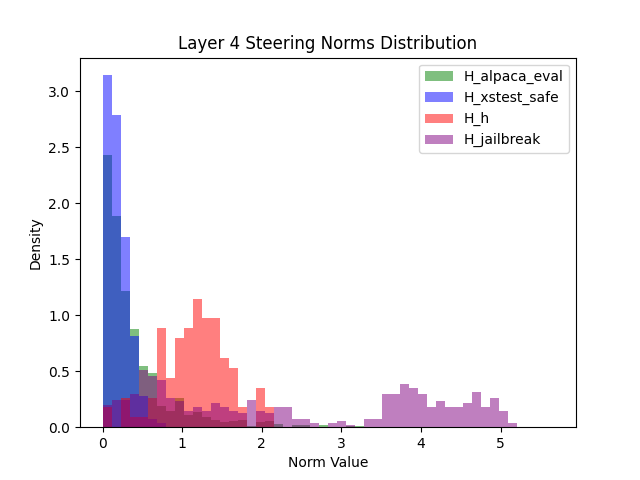 Layer 4 Steering Norms Distribution
H_alpaca_eval
H_xstest_safe
H_h
H_jailbreak
3.0
2.5
2.0
1.5
1.0
0.5
0.0
Density
0 1 2 3 4 5
Norm Value